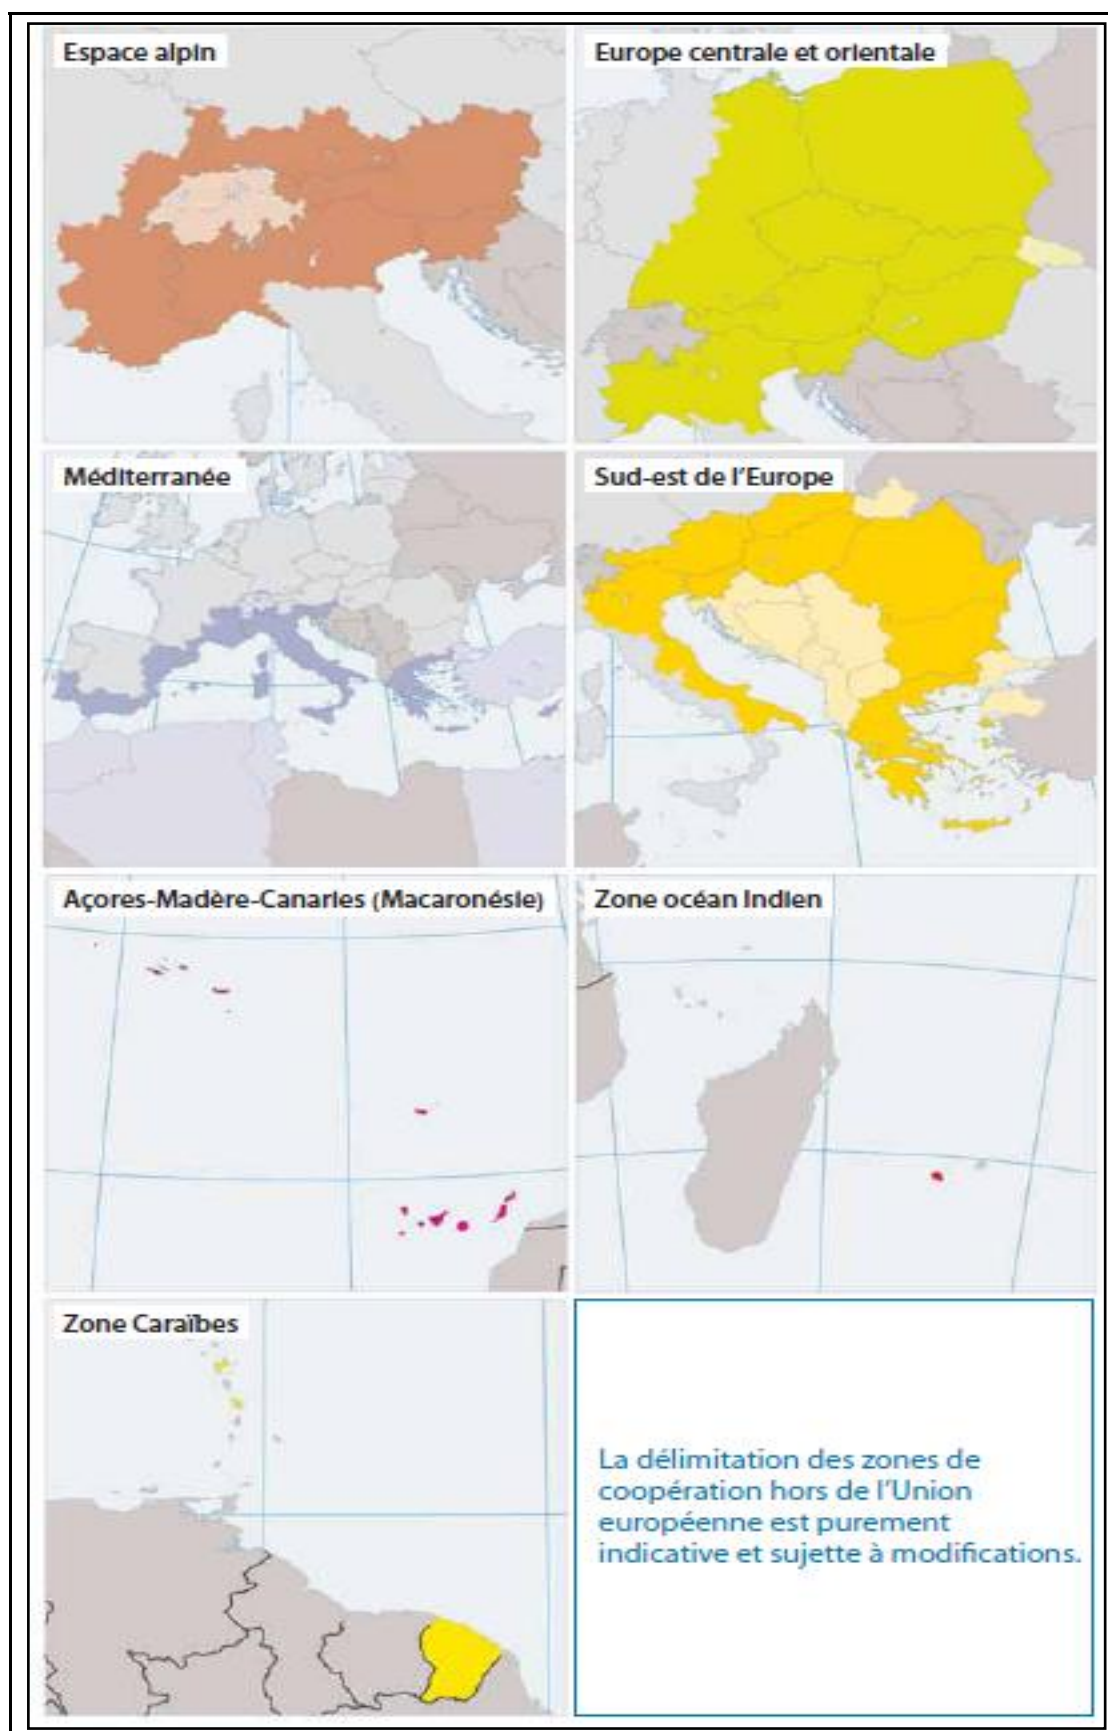 Espace alpin
Europe centrale et orientale
Méditerranée
Sud-est de l'Europe
Açores-Madère-Canaries (Macaronésie)
Zone océan Indien
Zone Caraïbes
La délimitation des zones de
coopération hors de l'Union
européenne est purement
indicative et sujette à modifications.